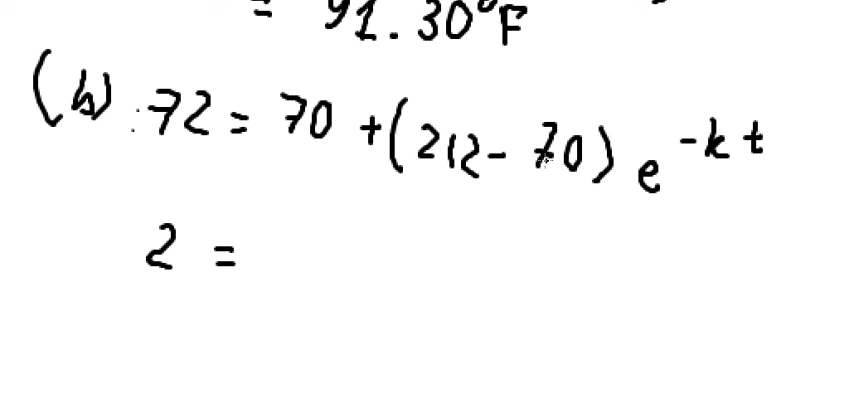 = 91.30°F
(b) 72 = 70 + (212 - 70) e^{-kt}
2 =